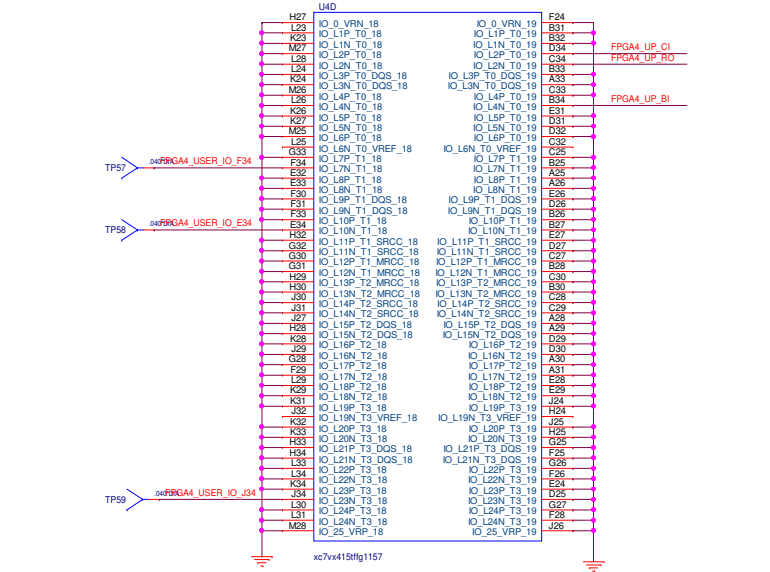 U4D
H27 IO_0_VRN_18 IO_0_VRN_19 F24
L23 IO_L1P_T0_18 IO_L1P_T0_19 B31
K23 IO_L1N_T0_18 IO_L1N_T0_19 B32
M27 IO_L2P_T0_18 IO_L2P_T0_19 D34 FPGA4_UP_CI
L28 IO_L2N_T0_18 IO_L2N_T0_19 C34 FPGA4_UP_RO
L24 IO_L3P_T0_DQS_18 IO_L3P_T0_DQS_19 B33
K24 IO_L3N_T0_DQS_18 IO_L3N_T0_DQS_19 A33
M26 IO_L4P_T0_18 IO_L4P_T0_19 C33
L26 IO_L4N_T0_18 IO_L4N_T0_19 B34 FPGA4_UP_BI
K26 IO_L5P_T0_18 IO_L5P_T0_19 E31
K27 IO_L5N_T0_18 IO_L5N_T0_19 D31
M25 IO_L6P_T0_18 IO_L6P_T0_19 D32
L25 IO_L6N_T0_VREF_18 IO_L6N_T0_VREF_19 C32
G33 IO_L7P_T1_18 IO_L7P_T1_19 C25
TP57 FPGA4_USER_IO_F34 F34 IO_L7N_T1_18 IO_L7N_T1_19 B25
E32 IO_L8P_T1_18 IO_L8P_T1_19 A25
E33 IO_L8N_T1_18 IO_L8N_T1_19 A26
F30 IO_L9P_T1_DQS_18 IO_L9P_T1_DQS_19 E26
F31 IO_L9N_T1_DQS_18 IO_L9N_T1_DQS_19 D26
F33 IO_L10P_T1_18 IO_L10P_T1_19 B26
TP58 FPGA4_USER_IO_E34 E34 IO_L10N_T1_18 IO_L10N_T1_19 B27
H32 IO_L11P_T1_SRCC_18 IO_L11P_T1_SRCC_19 E27
G32 IO_L11N_T1_SRCC_18 IO_L11N_T1_SRCC_19 D27
G30 IO_L12P_T1_MRCC_18 IO_L12P_T1_MRCC_19 C27
G31 IO_L12N_T1_MRCC_18 IO_L12N_T1_MRCC_19 B28
H29 IO_L13P_T2_MRCC_18 IO_L13P_T2_MRCC_19 C30
H30 IO_L13N_T2_MRCC_18 IO_L13N_T2_MRCC_19 B30
J30 IO_L14P_T2_SRCC_18 IO_L14P_T2_SRCC_19 C28
J31 IO_L14N_T2_SRCC_18 IO_L14N_T2_SRCC_19 C29
J27 IO_L15P_T2_DQS_18 IO_L15P_T2_DQS_19 A28
H28 IO_L15N_T2_DQS_18 IO_L15N_T2_DQS_19 A29
K28 IO_L16P_T2_18 IO_L16P_T2_19 D29
J29 IO_L16N_T2_18 IO_L16N_T2_19 D30
G28 IO_L17P_T2_18 IO_L17P_T2_19 A30
F29 IO_L17N_T2_18 IO_L17N_T2_19 A31
L29 IO_L18P_T2_18 IO_L18P_T2_19 E28
K29 IO_L18N_T2_18 IO_L18N_T2_19 E29
K31 IO_L19P_T3_18 IO_L19P_T3_19 J24
J32 IO_L19N_T3_VREF_18 IO_L19N_T3_VREF_19 H24
K32 IO_L20P_T3_18 IO_L20P_T3_19 J25
K33 IO_L20N_T3_18 IO_L20N_T3_19 H25
H33 IO_L21P_T3_DQS_18 IO_L21P_T3_DQS_19 G25
H34 IO_L21N_T3_DQS_18 IO_L21N_T3_DQS_19 F25
L33 IO_L22P_T3_18 IO_L22P_T3_19 G26
L34 IO_L22N_T3_18 IO_L22N_T3_19 F26
K34 IO_L23P_T3_18 IO_L23P_T3_19 E24
TP59 FPGA4_USER_IO_J34 J34 IO_L23N_T3_18 IO_L23N_T3_19 D25
L30 IO_L24P_T3_18 IO_L24P_T3_19 G27
L31 IO_L24N_T3_18 IO_L24N_T3_19 F28
M28 IO_25_VRP_18 IO_25_VRP_19 J26
xc7vx415tffg1157